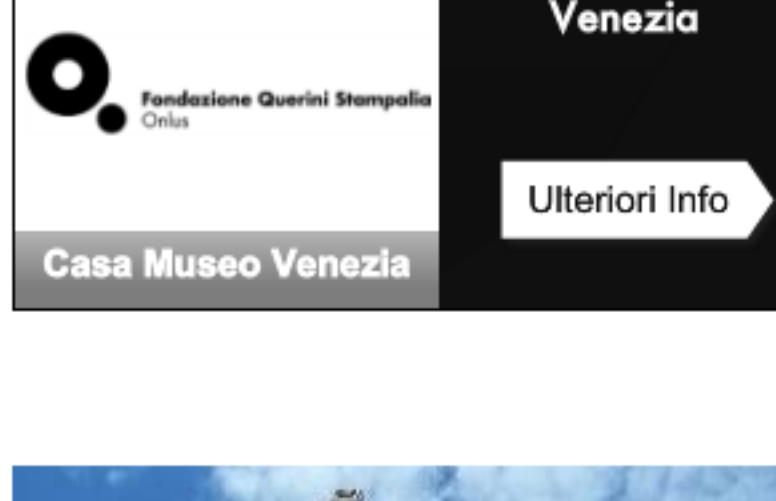 Venezia
Fondazione Querini Stampalia
Onlus
Ulteriori Info
Casa Museo Venezia